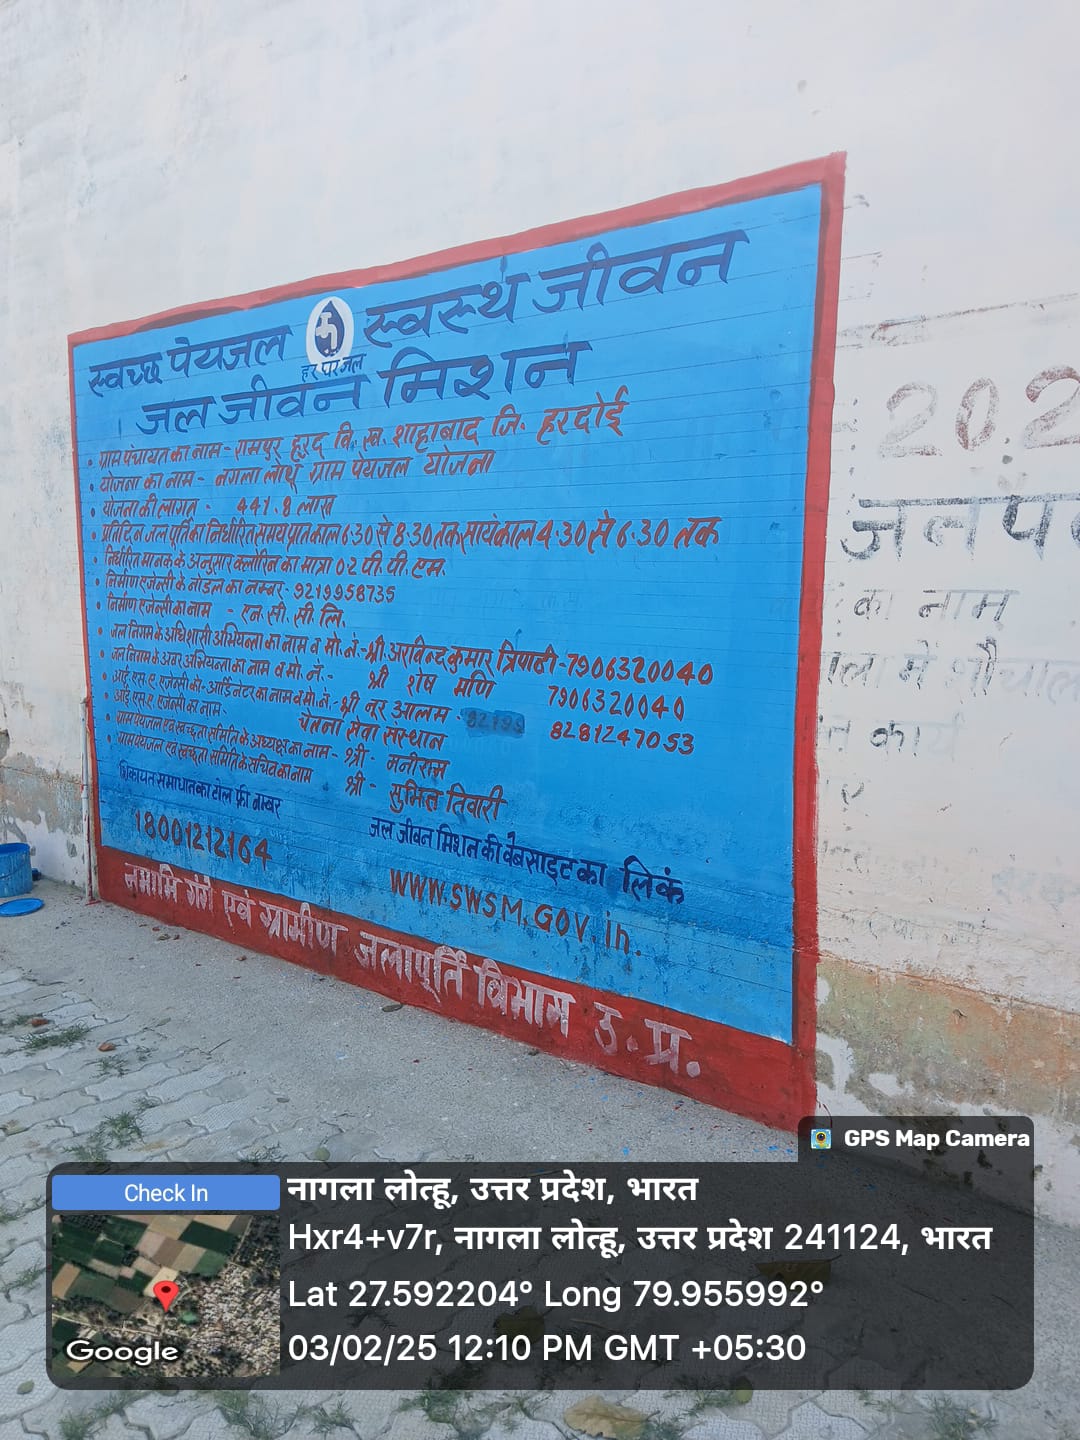 स्वच्छ पेयजल स्वस्थ जीवन
हर घर जल
जल जीवन मिशन
• ग्राम पंचायत का नाम - रामपुर हृदय वि. ख. शाहाबाद जि. हरदोई
• योजना का नाम - नगला लोथू ग्राम पेयजल योजना
• योजना की लागत - 441.8 लाख
• प्रतिदिन जल पूर्ति का निर्धारित समय प्रातकाल 6:30 से 8:30 तक सायंकाल 4:30 से 6:30 तक
• निर्धारित मानक के अनुसार क्लोरिन का मात्रा 0.2 पी. पी. एम.
• निर्माण एजेन्सी के नोडल का नम्बर - 9219958735
• निर्माण एजेन्सी का नाम - एन. सी. सी. लि.
• जल निगम के अधिशासी अभियन्ता का नाम व मो. नं. - श्री अरविन्द कुमार त्रिपाठी - 7906320040
• जल निगम के अवर अभियन्ता का नाम व मो. नं. - श्री शेष मणि 7906320040
• आई. एस. ए. एजेन्सी को-आर्डिनेटर का नाम व मो. नं. - श्री नूर आलम - 8281247053
• आई. एस. ए. एजेन्सी का नाम - चेतना सेवा संस्थान
• ग्राम पेयजल एवं स्वच्छता समिति के अध्यक्ष का नाम - श्री - मनीराम
• ग्राम पेयजल एवं स्वच्छता समिति के सचिव का नाम श्री - सुमित तिवारी
शिकायत समाधान का टोल फ्री नम्बर
18001212164
जल जीवन मिशन की वेबसाइट का लिकं
WWW.SWSM.GOV.in.
नमामि गंगे एवं ग्रामीण जलापूर्ति विभाग उ. प्र.
202
जनप
का नाम
में शौचाल
कार्य
GPS Map Camera
Check In
नागला लोत्हू, उत्तर प्रदेश, भारत
Hxr4+v7r, नागला लोत्हू, उत्तर प्रदेश 241124, भारत
Lat 27.592204° Long 79.955992°
03/02/25 12:10 PM GMT +05:30
Google